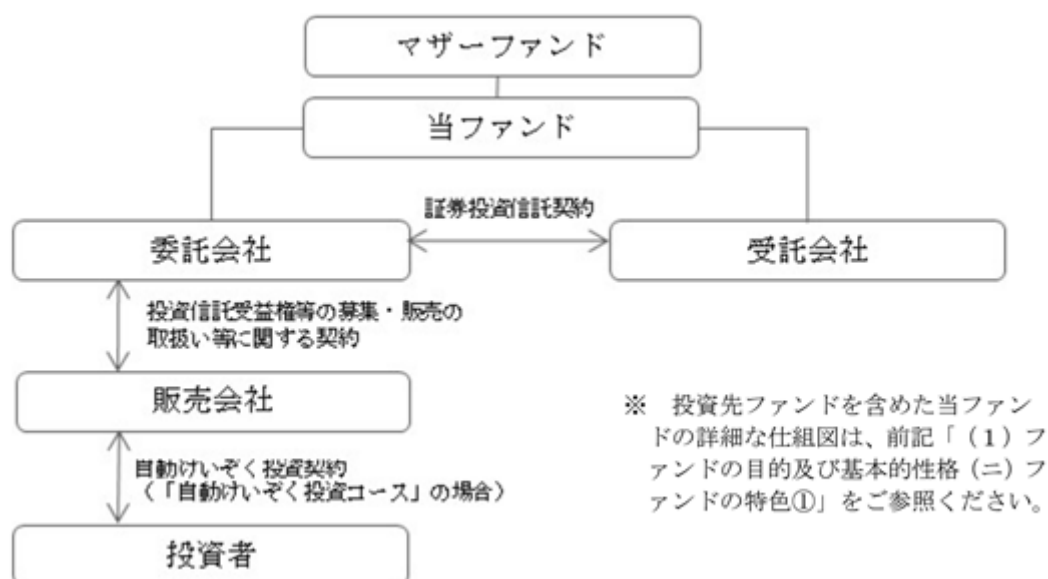 マザーファンド
当ファンド
証券投資信託契約
委託会社
受託会社
投資信託受益権等の募集・販売の
取扱い等に関する契約
販売会社
自動けいぞく投資契約
(「自動けいぞく投資コース」の場合)
投資者
※ 投資先ファンドを含めた当ファン
ドの詳細な仕組図は、前記「(1)フ
ァンドの目的及び基本的性格(ニ)フ
ァンドの特色①」をご参照ください。